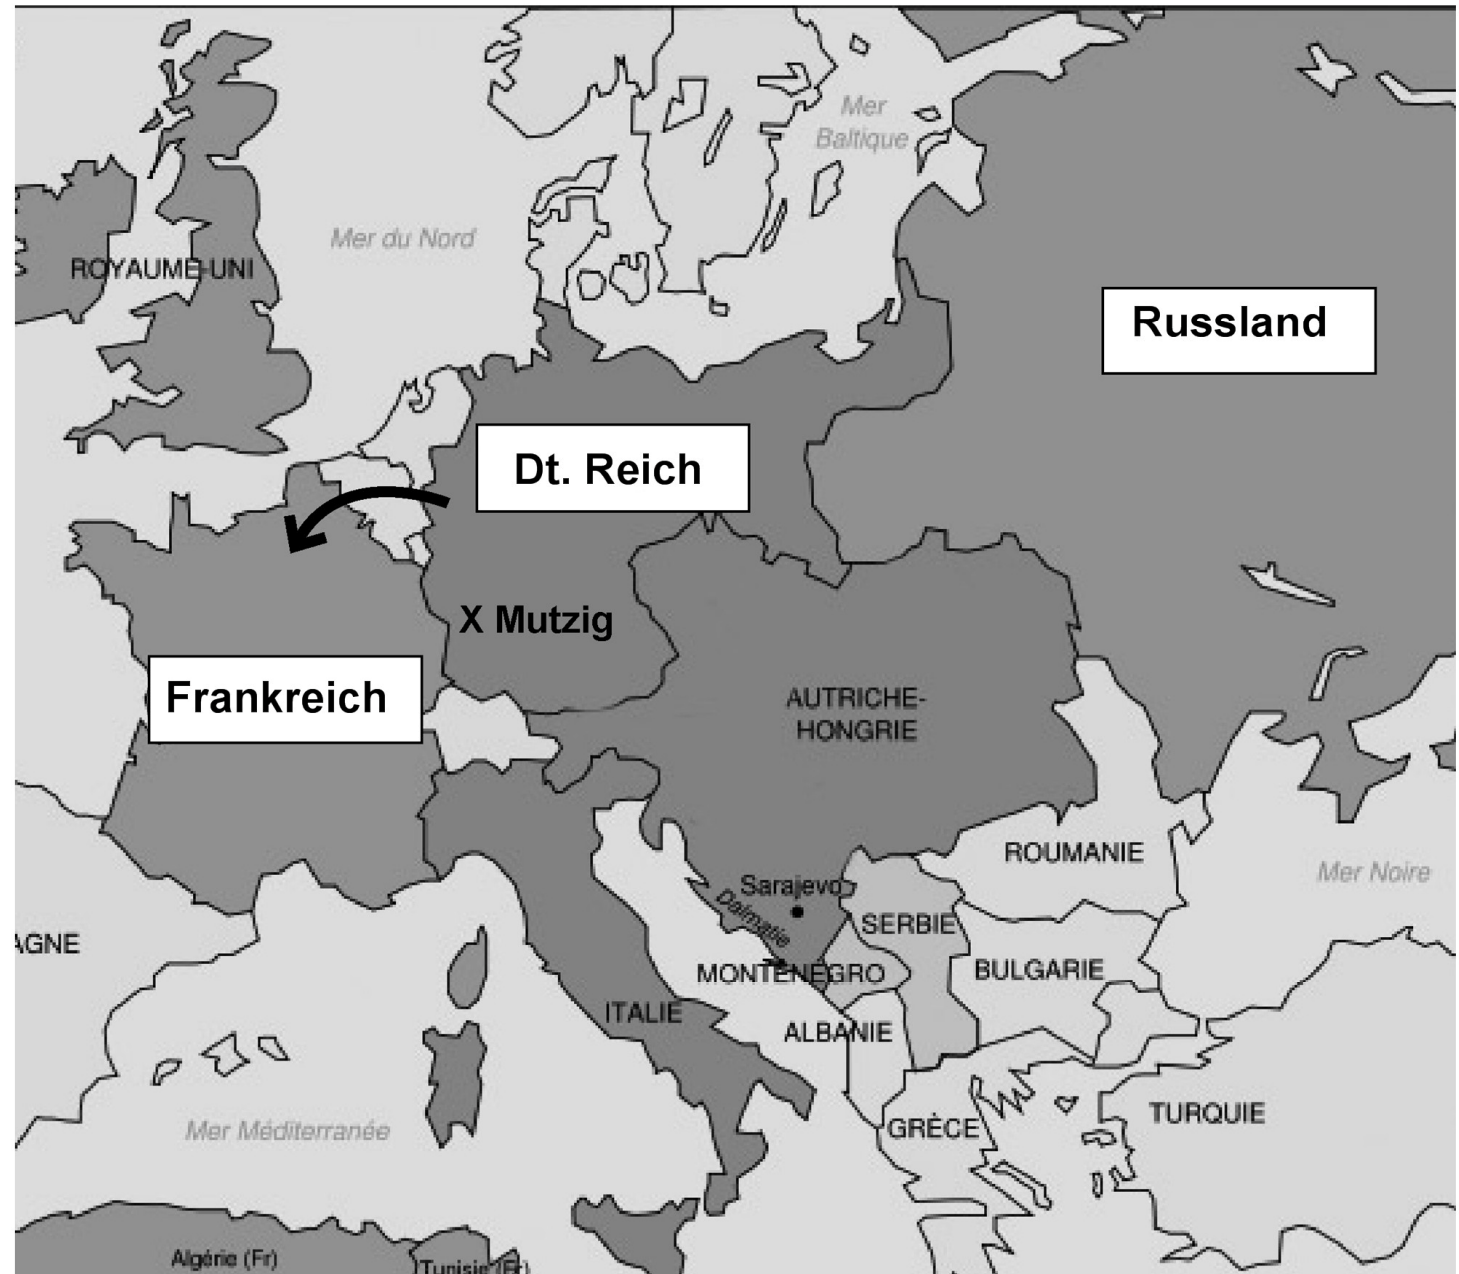 Mer
Baltique
Mer du Nord
ROYAUME-UNI
Russland
Dt. Reich
X Mutzig
Frankreich
AUTRICHE-
HONGRIE
ROUMANIE
Mer Noire
Sarajevo
Dalmatie
SERBIE
AGNE
BULGARIE
MONTÉNÉGRO
ITALIE
ALBANIE
TURQUIE
GRÈCE
Mer Méditerranée
Algérie (Fr)
Tunisie (Fr)